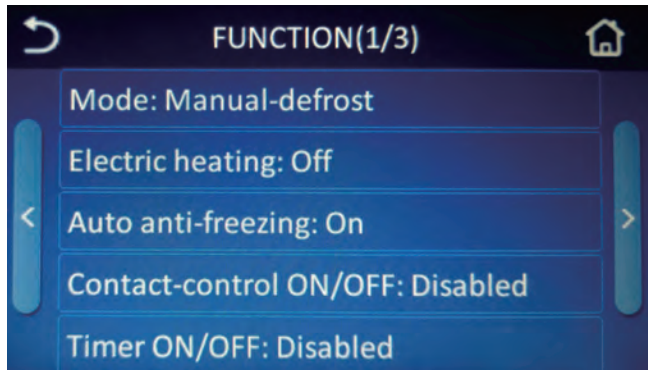 FUNCTION(1/3)
Mode: Manual-defrost
Electric heating: Off
Auto anti-freezing: On
Contact-control ON/OFF: Disabled
Timer ON/OFF: Disabled